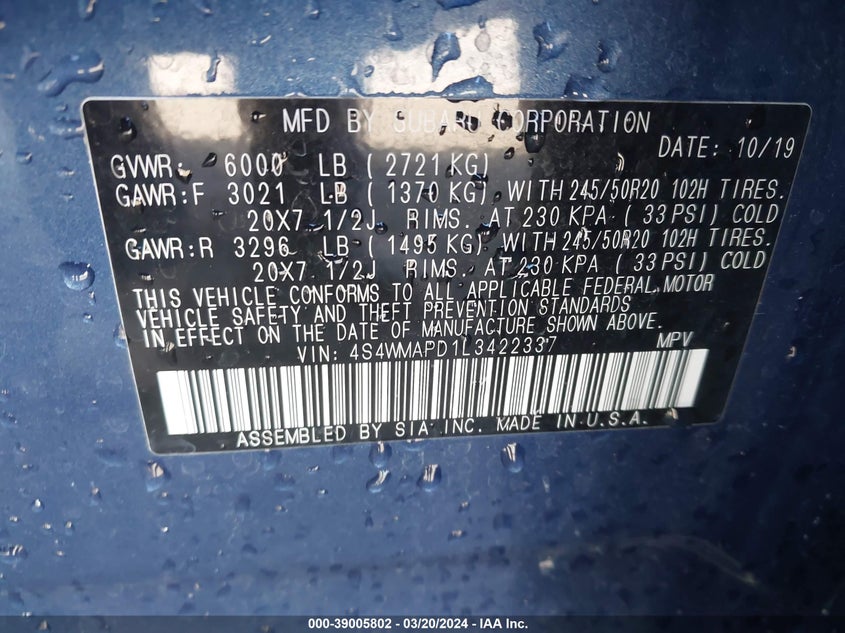 MFD BY SUBARU CORPORATION
DATE: 10/19
GVWR: 6000 LB ( 2721 KG)
GAWR:F 3021 LB ( 1370 KG) WITH 245/50R20 102H TIRES.
20X7 1/2J RIMS. AT 230 KPA ( 33 PSI) COLD
GAWR:R 3296 LB ( 1495 KG) WITH 245/50R20 102H TIRES.
20X7 1/2J RIMS. AT 230 KPA ( 33 PSI) COLD
THIS VEHICLE CONFORMS TO ALL APPLICABLE FEDERAL MOTOR
VEHICLE SAFETY AND THEFT PREVENTION STANDARDS
IN EFFECT ON THE DATE OF MANUFACTURE SHOWN ABOVE.
VIN: 4S4WMAPD1L3422337 MPV
ASSEMBLED BY SIA INC. MADE IN U.S.A.
000-39005802 - 03/20/2024 - IAA Inc.